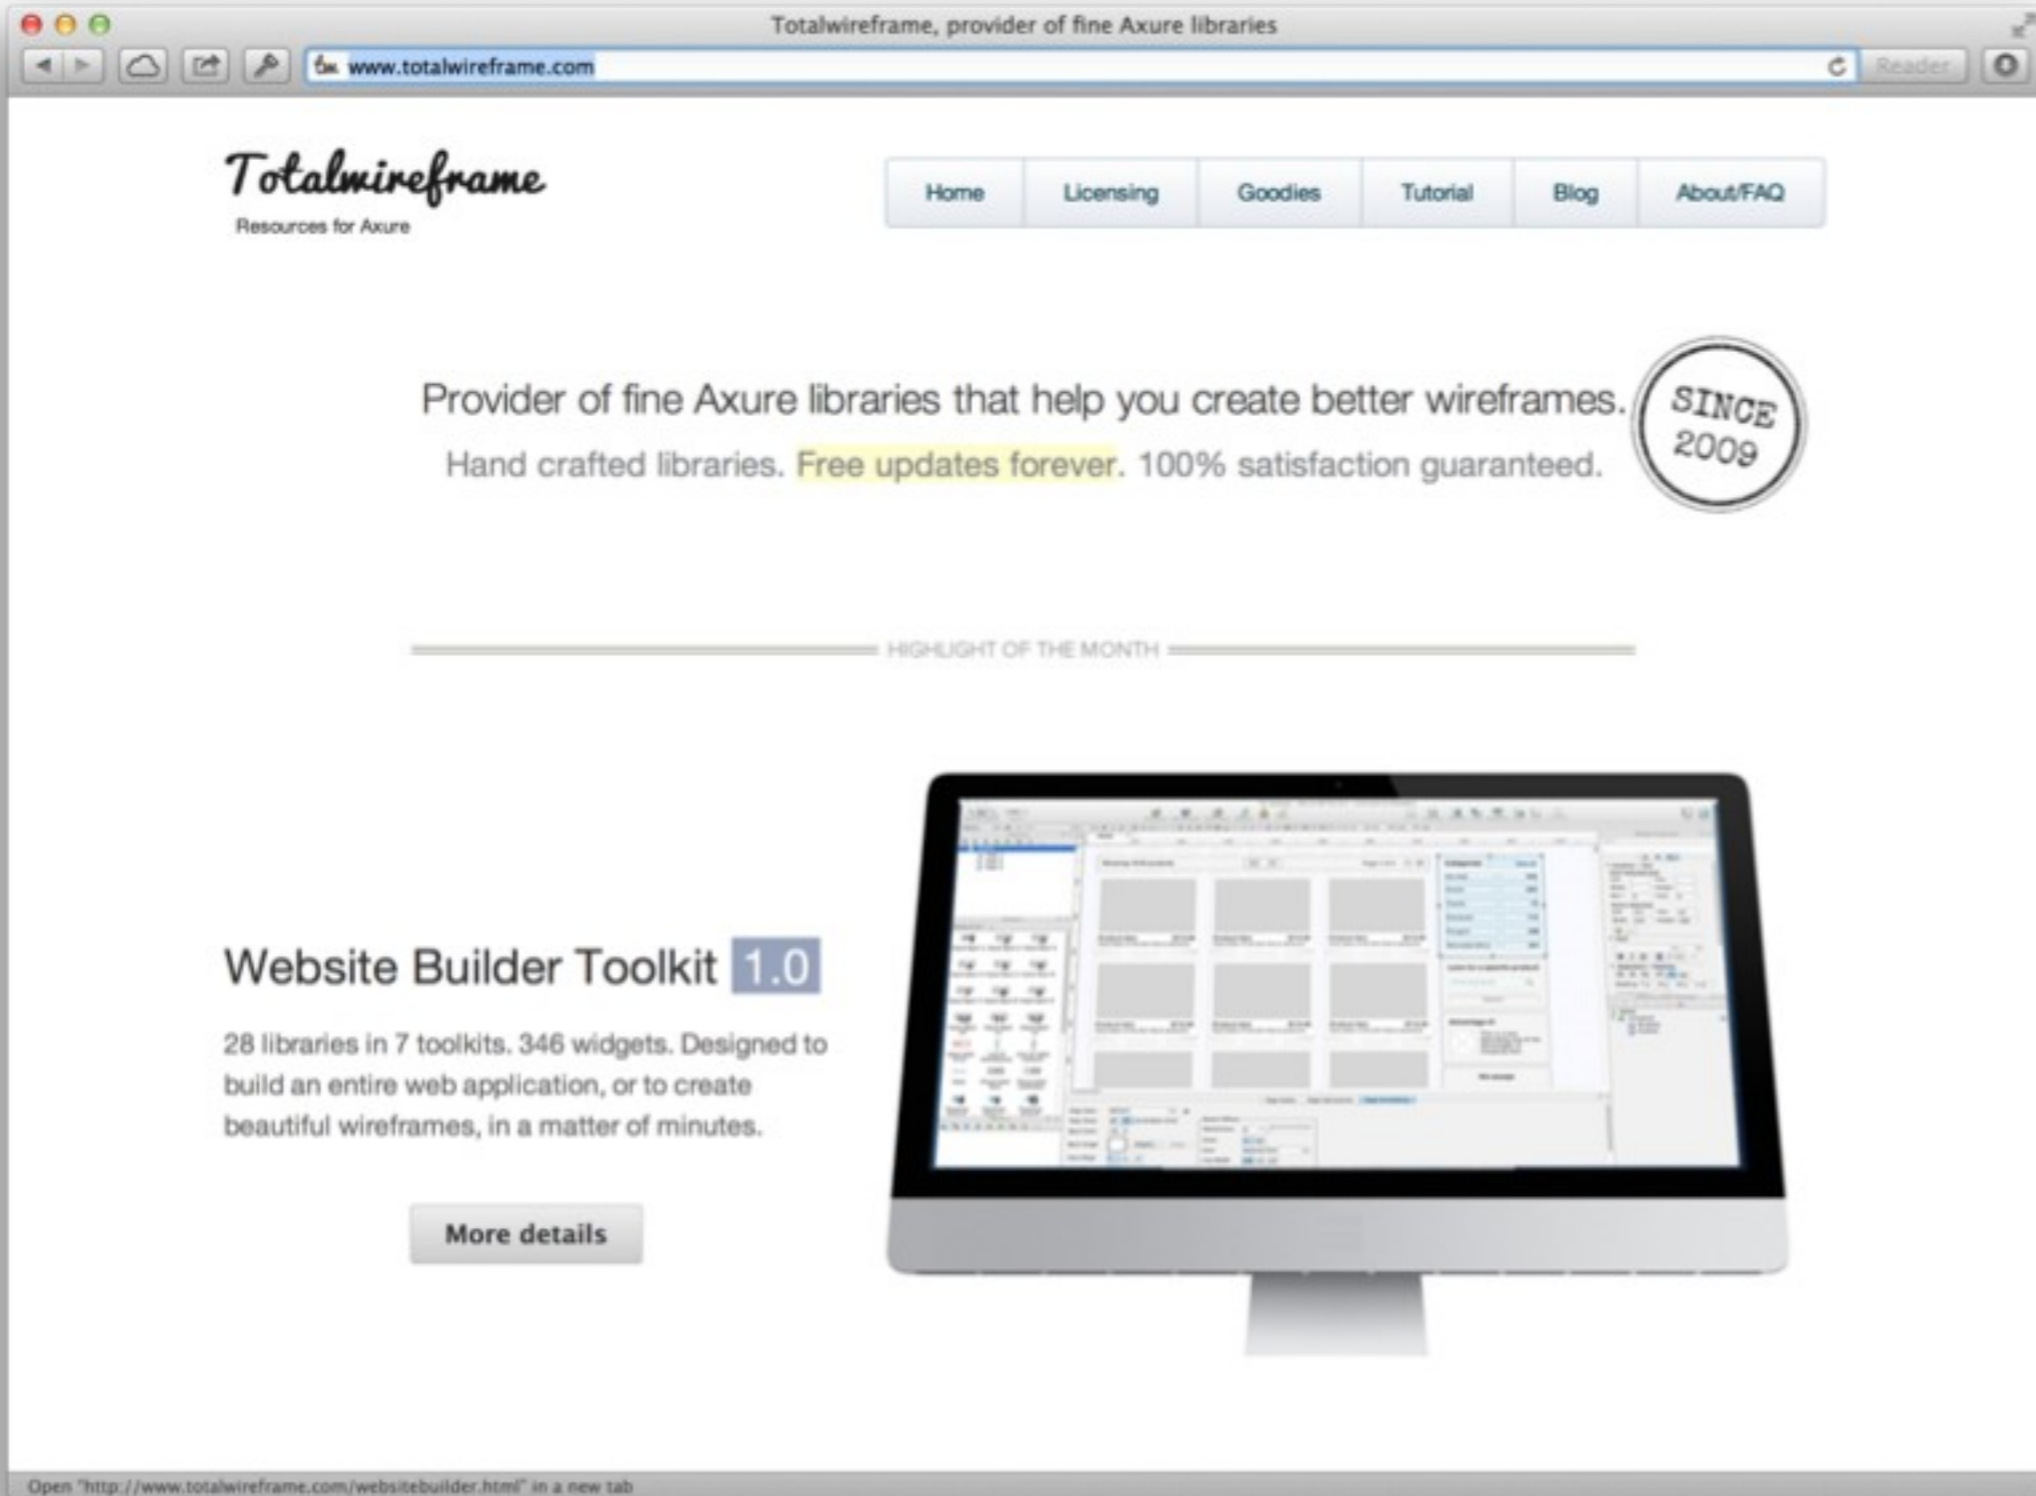 Totalwireframe, provider of fine Axure libraries
www.totalwireframe.com
Reader
Totalwireframe
Resources for Axure
Home Licensing Goodies Tutorial Blog About/FAQ
Provider of fine Axure libraries that help you create better wireframes.
Hand crafted libraries. Free updates forever. 100% satisfaction guaranteed.
SINCE
2009
HIGHLIGHT OF THE MONTH
Website Builder Toolkit 1.0
28 libraries in 7 toolkits. 346 widgets. Designed to
build an entire web application, or to create
beautiful wireframes, in a matter of minutes.
More details
Open "http://www.totalwireframe.com/websitebuilder.html" in a new tab